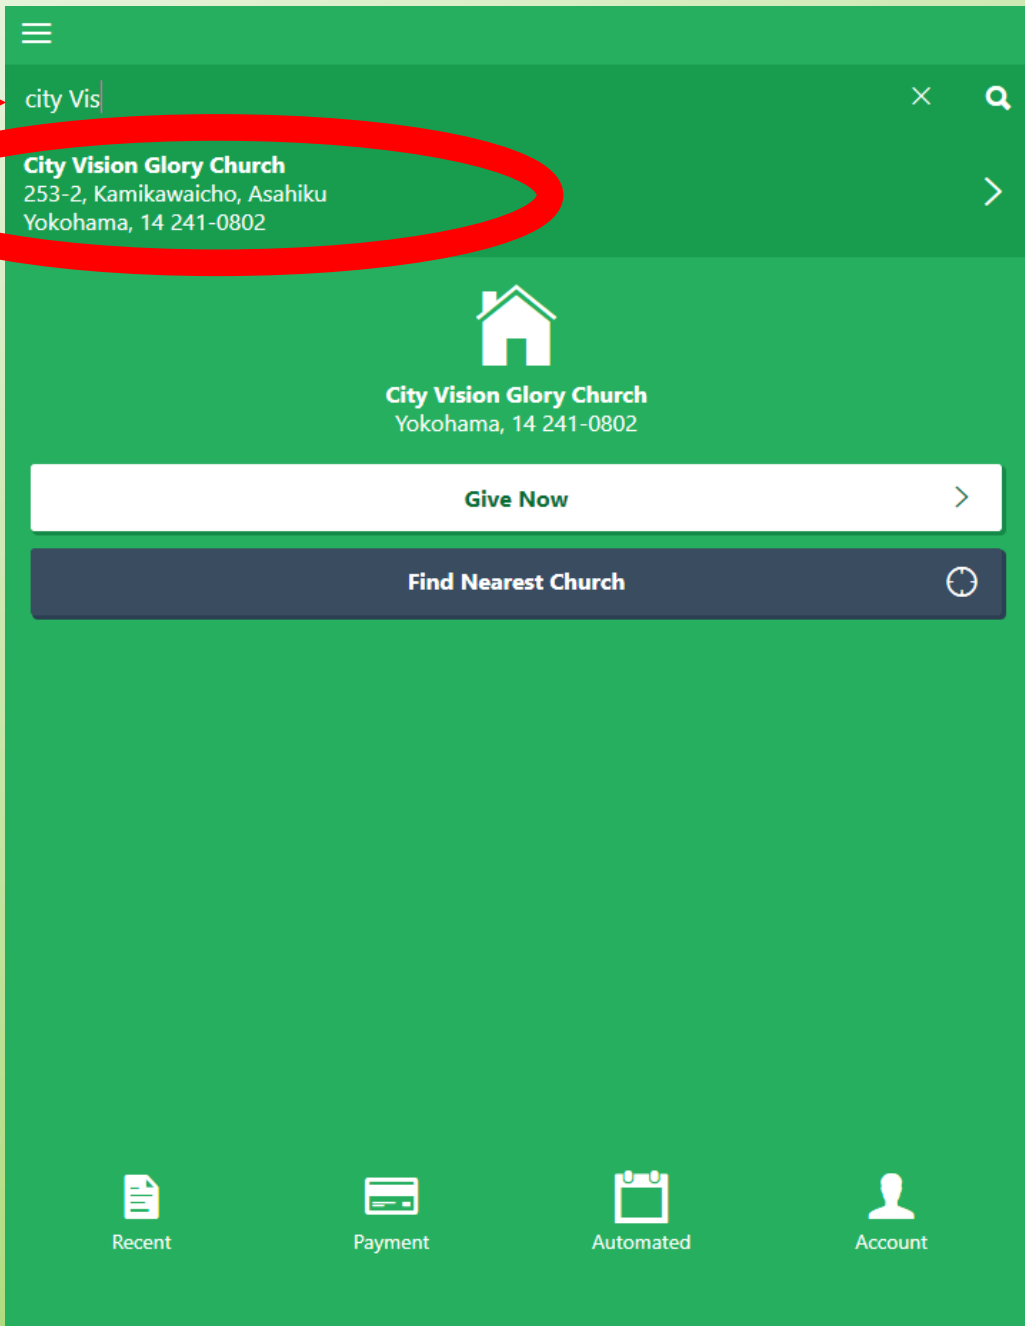 city Vis
City Vision Glory Church
253-2, Kamikawaicho, Asahiku
Yokohama, 14 241-0802
City Vision Glory Church
Yokohama, 14 241-0802
Give Now
Find Nearest Church
Recent
Payment
Automated
Account